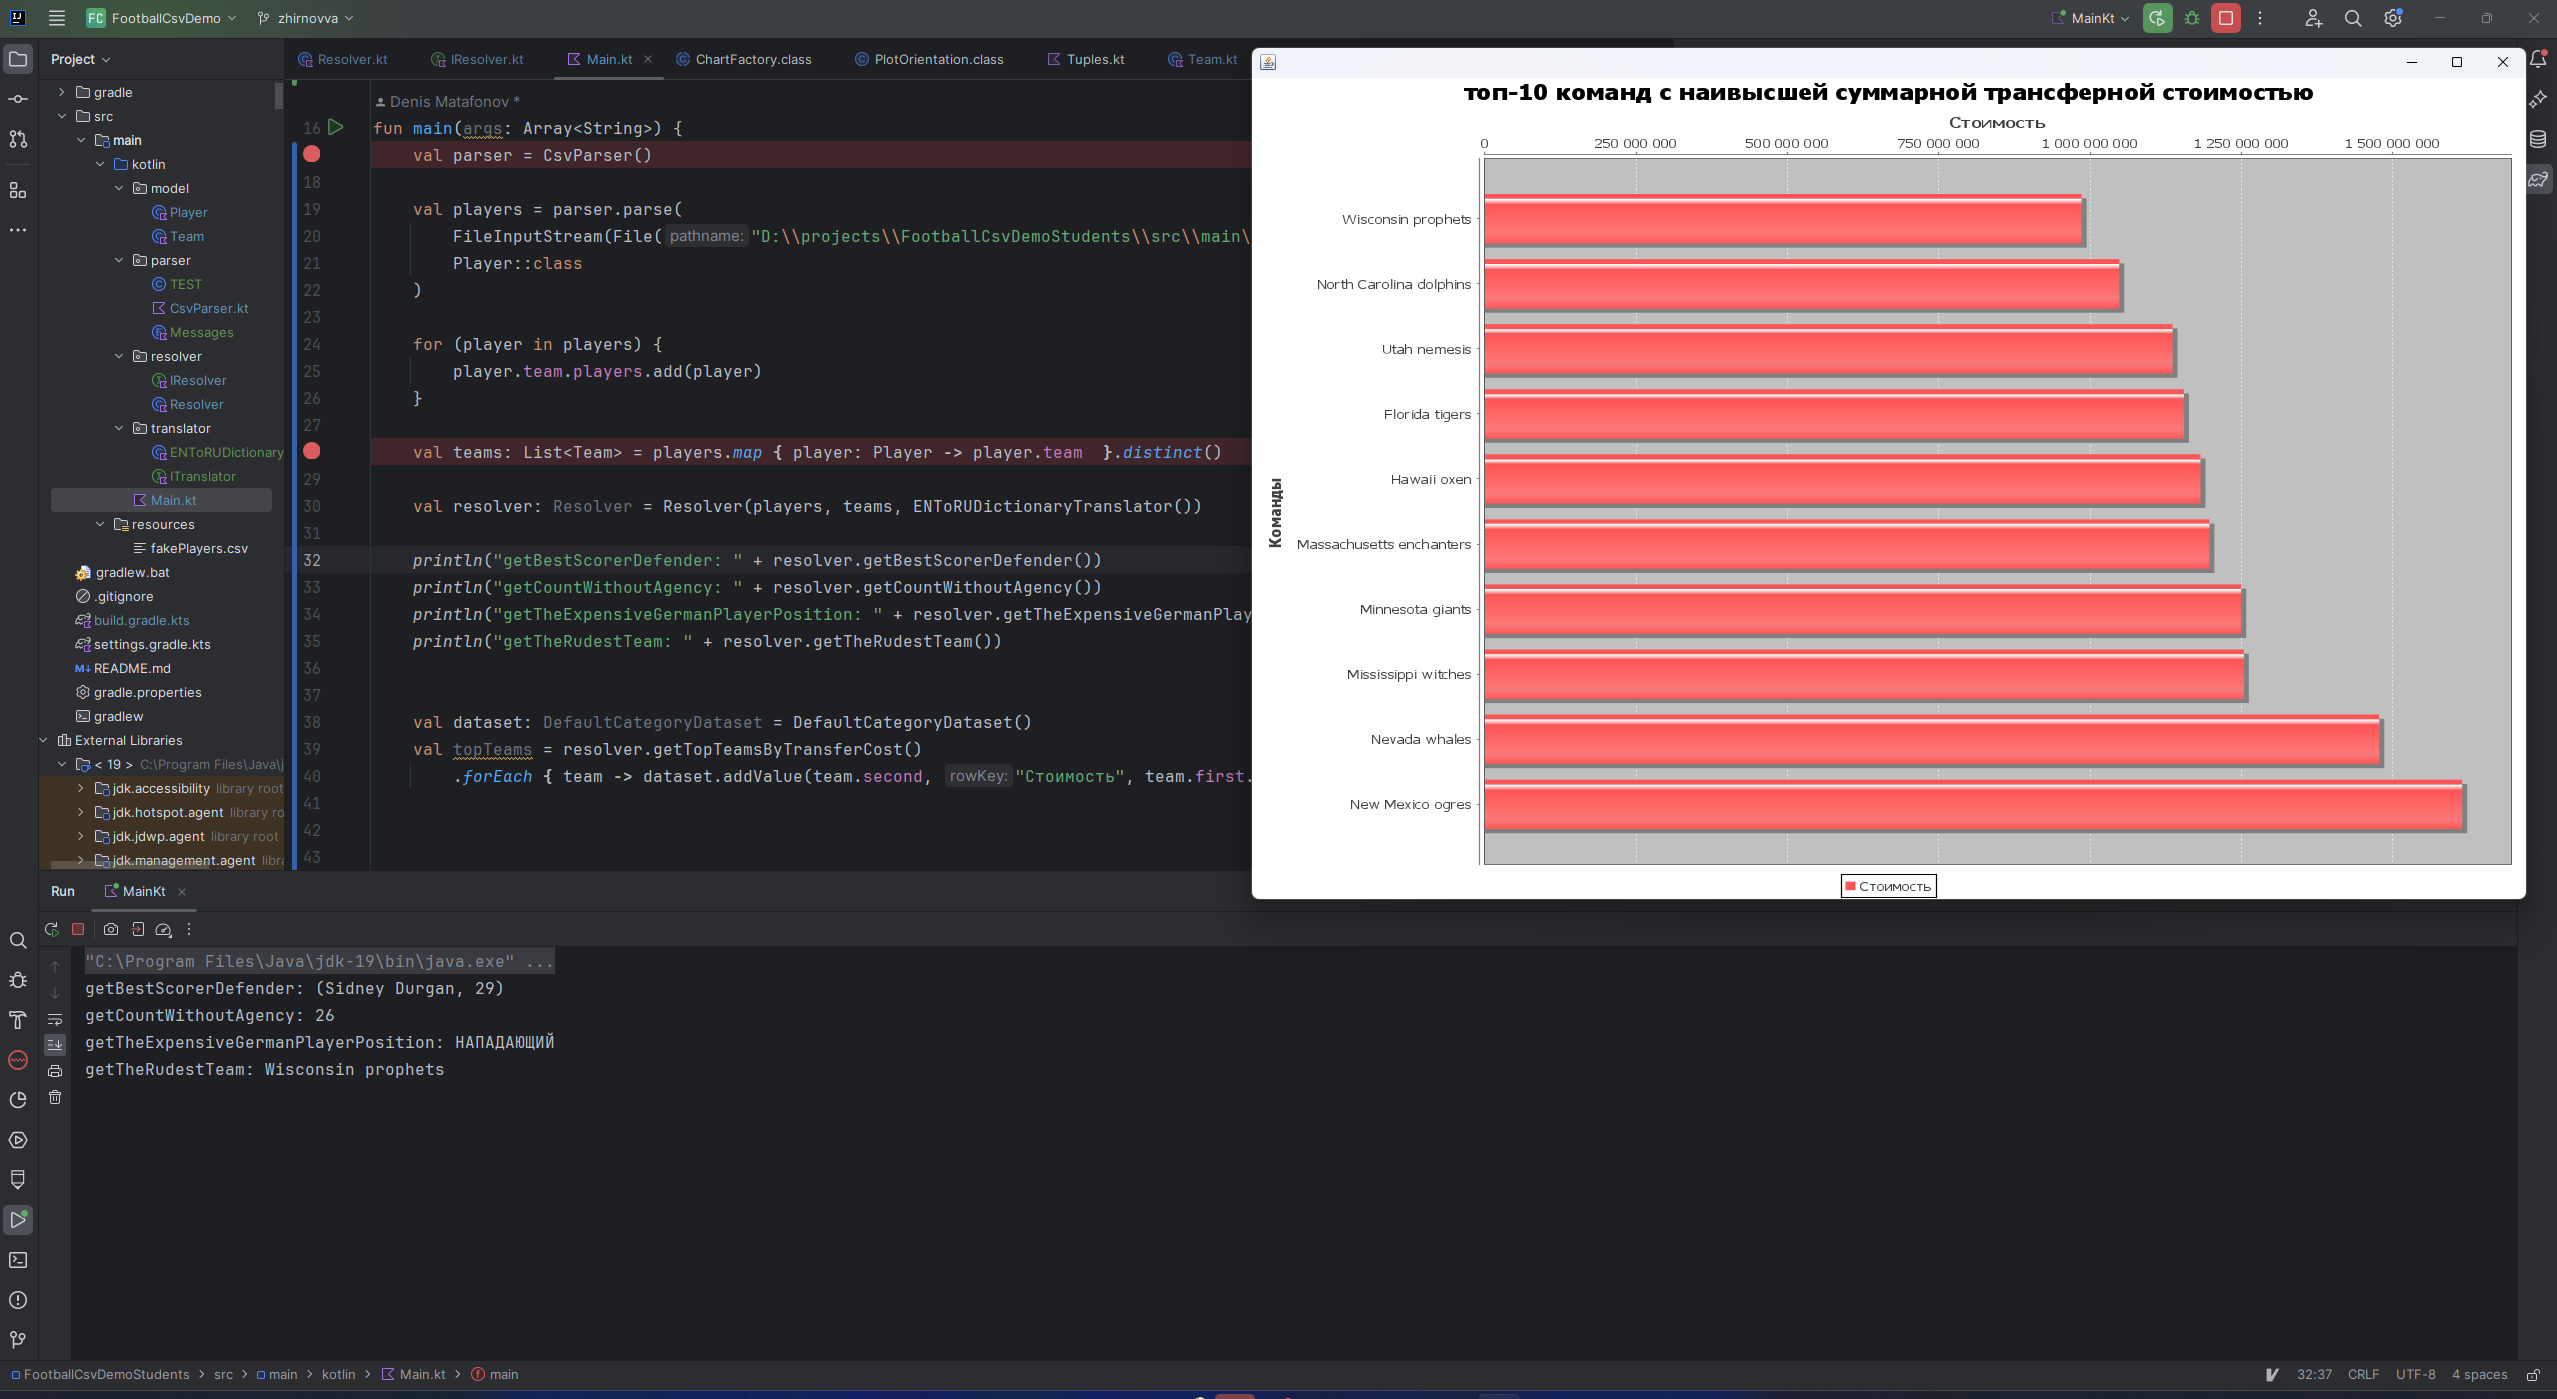 FC FootballCsvDemo zhirnovva MainKt
Project
Resolver.kt IResolver.kt Main.kt ChartFactory.class PlotOrientation.class Tuples.kt Team.kt
gradle
src
main
kotlin
model
Player
Team
parser
TEST
CsvParser.kt
Messages
resolver
IResolver
Resolver
translator
ENToRUDictionary
ITranslator
Main.kt
resources
fakePlayers.csv
gradlew.bat
.gitignore
build.gradle.kts
settings.gradle.kts
README.md
gradle.properties
gradlew
External Libraries
< 19 > C:\Program Files\Java\j
jdk.accessibility library root
jdk.hotspot.agent library ro
jdk.jdwp.agent library root
jdk.management.agent libra
Denis Matafonov *
16 fun main(args: Array<String>) {
val parser = CsvParser()
18
19 val players = parser.parse(
20 FileInputStream(File( pathname: "D:\\projects\\FootballCsvDemoStudents\\src\\main\
21 Player::class
22 )
23
24 for (player in players) {
25 player.team.players.add(player)
26 }
27
val teams: List<Team> = players.map { player: Player -> player.team }.distinct()
29
30 val resolver: Resolver = Resolver(players, teams, ENToRUDictionaryTranslator())
31
32 println("getBestScorerDefender: " + resolver.getBestScorerDefender())
33 println("getCountWithoutAgency: " + resolver.getCountWithoutAgency())
34 println("getTheExpensiveGermanPlayerPosition: " + resolver.getTheExpensiveGermanPlay
35 println("getTheRudestTeam: " + resolver.getTheRudestTeam())
36
37
38 val dataset: DefaultCategoryDataset = DefaultCategoryDataset()
39 val topTeams = resolver.getTopTeamsByTransferCost()
40 .forEach { team -> dataset.addValue(team.second, rowKey: "Стоимость", team.first.
41
42
43
топ-10 команд с наивысшей суммарной трансферной стоимостью
Стоимость
0 250 000 000 500 000 000 750 000 000 1 000 000 000 1 250 000 000 1 500 000 000
Команды
Wisconsin prophets
North Carolina dolphins
Utah nemesis
Florida tigers
Hawaii oxen
Massachusetts enchanters
Minnesota giants
Mississippi witches
Nevada whales
New Mexico ogres
Стоимость
Run MainKt
"C:\Program Files\Java\jdk-19\bin\java.exe" ...
getBestScorerDefender: (Sidney Durgan, 29)
getCountWithoutAgency: 26
getTheExpensiveGermanPlayerPosition: НАПАДАЮЩИЙ
getTheRudestTeam: Wisconsin prophets
FootballCsvDemoStudents > src > main > kotlin > Main.kt > main
32:37 CRLF UTF-8 4 spaces